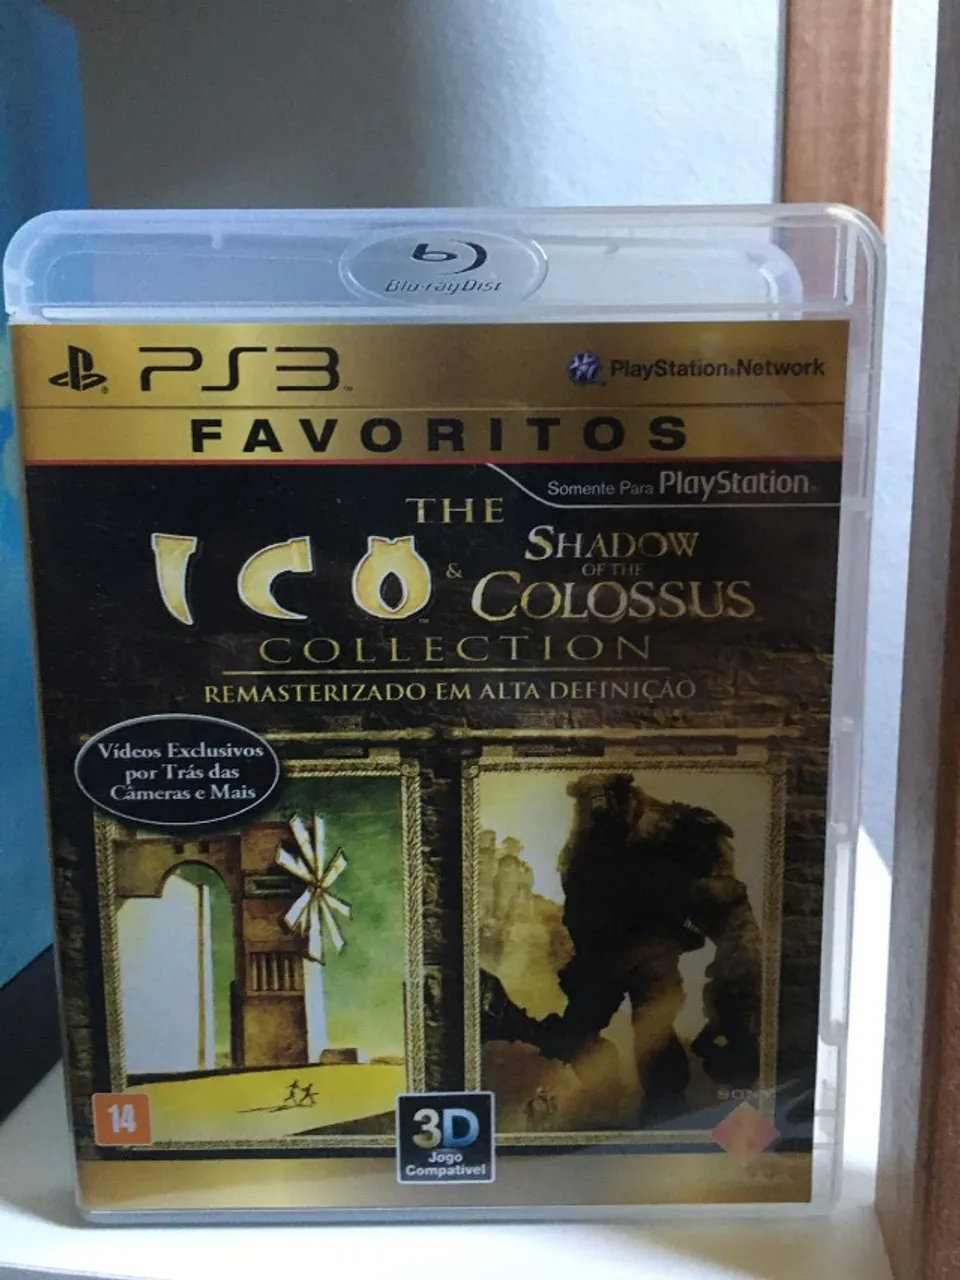 Blu-ray Disc
PS3
PlayStation Network
FAVORITOS
Somente Para PlayStation
THE
ICO & SHADOW OF THE COLOSSUS
COLLECTION
REMASTERIZADO EM ALTA DEFINIÇÃO
Vídeos Exclusivos
por Trás das
Câmeras e Mais
14
3D
Jogo
Compatível
SONY